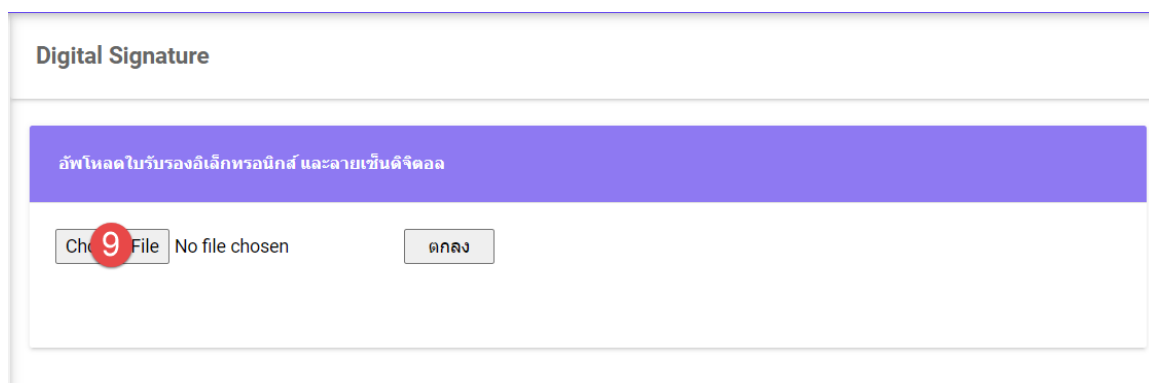 Digital Signature
อัพโหลดใบรับรองอิเล็กทรอนิกส์ และลายเซ็นดิจิตอล
Ch 9 File No file chosen ตกลง